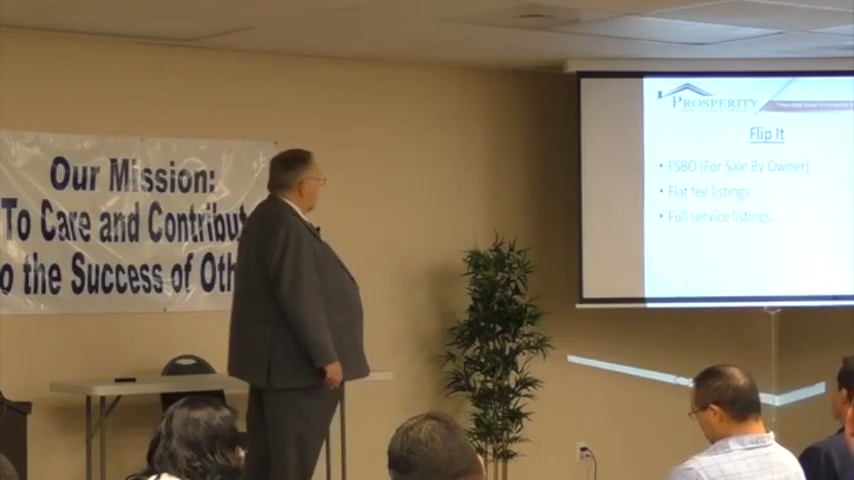 Our Mission:
To Care and Contribut
o the Success of Oth
PROSPERITY
Flip It
• FSBO (For Sale By Owner)
• Flat fee listings
• Full service listings